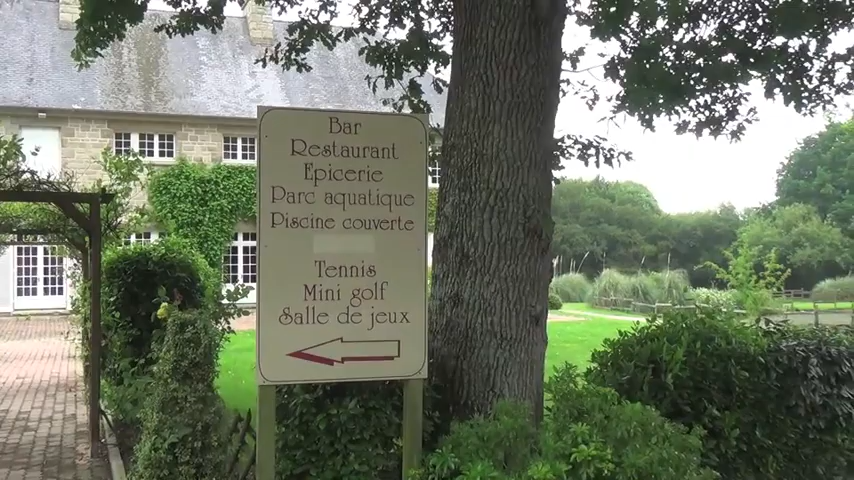 Bar
Restaurant
Epicerie
Parc aquatique
Piscine couverte
Tennis
Mini golf
Salle de jeux